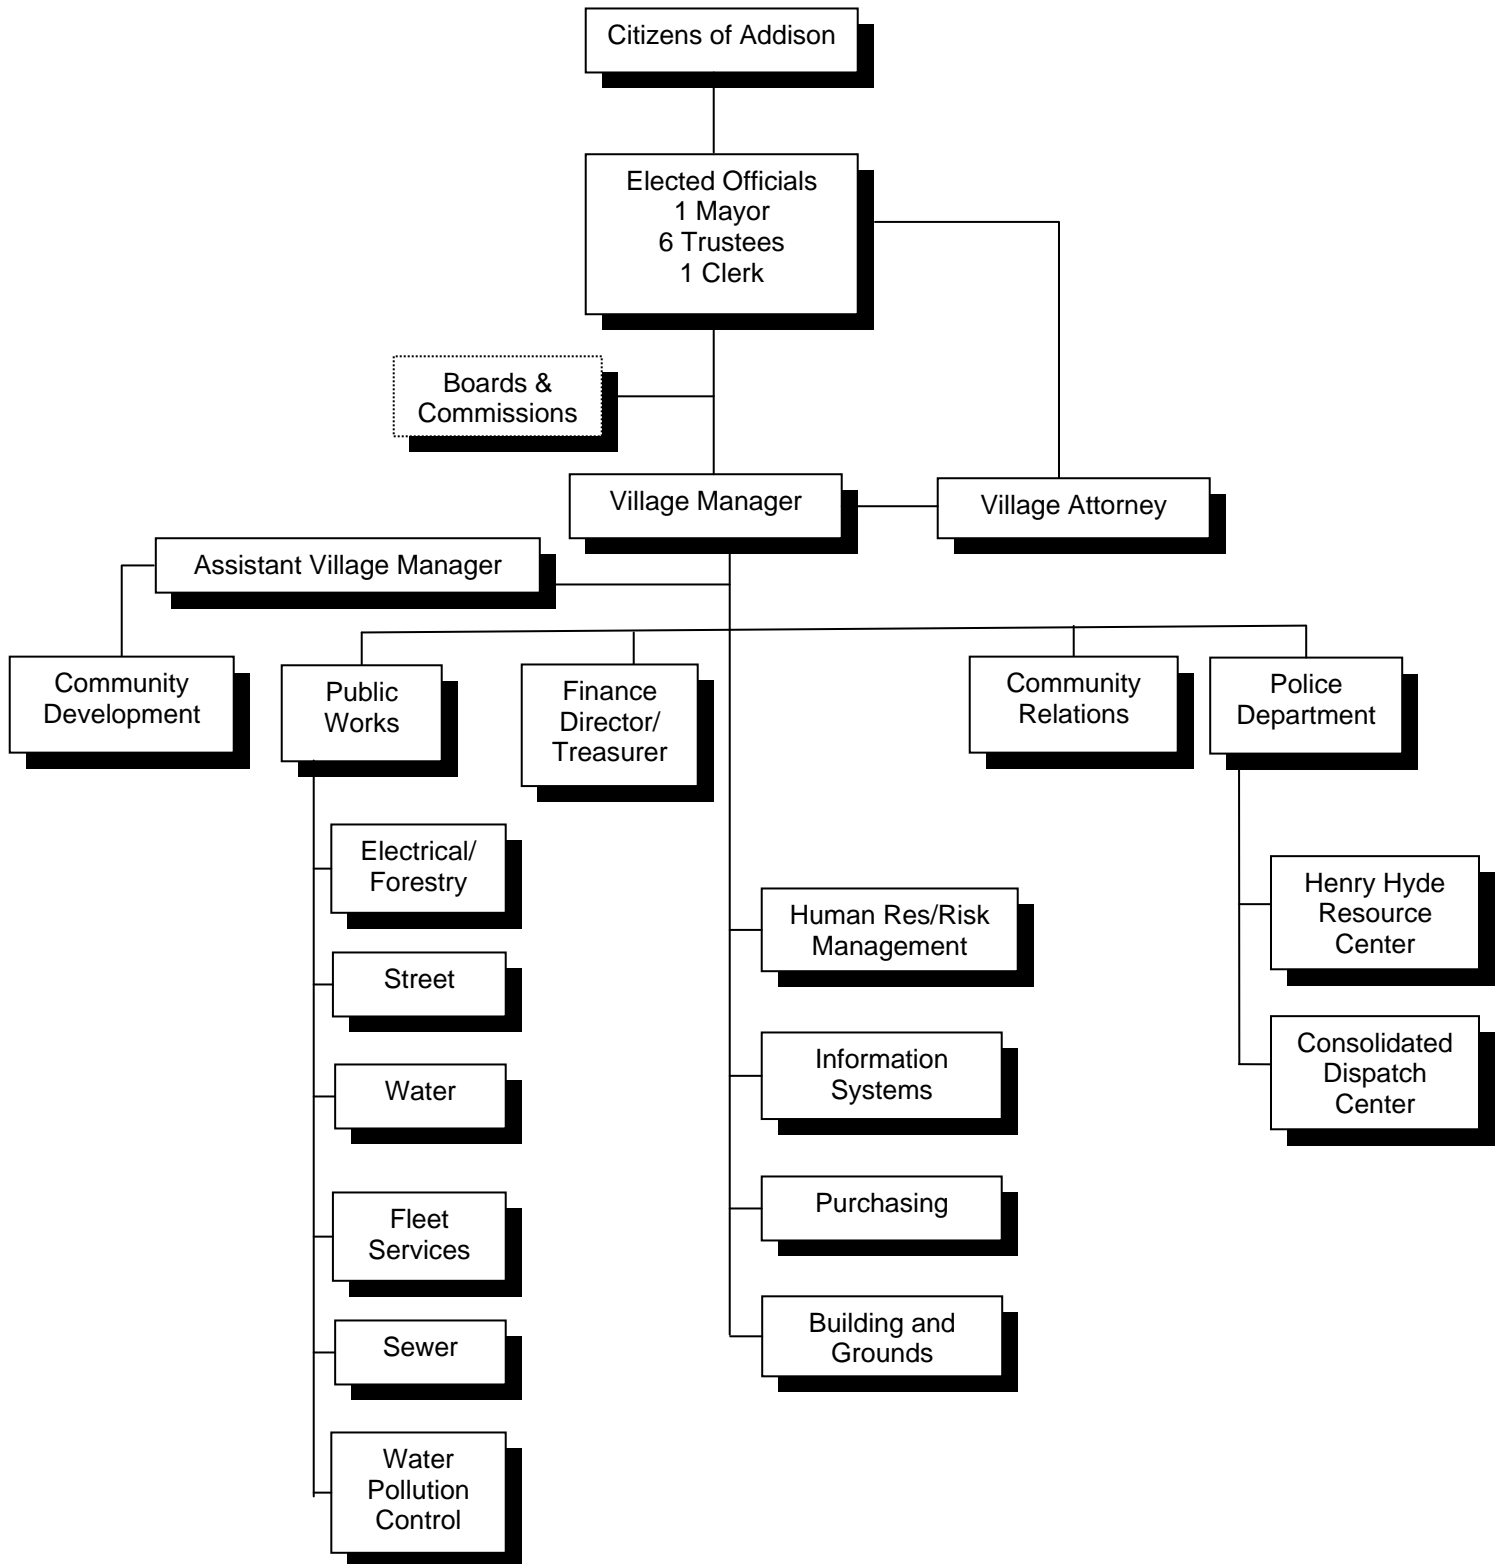 Citizens of Addison
Elected Officials
1 Mayor
6 Trustees
1 Clerk
Boards &
Commissions
Village Manager
Village Attorney
Assistant Village Manager
Community
Development
Public
Works
Finance
Director/
Treasurer
Community
Relations
Police
Department
Electrical/
Forestry
Street
Water
Fleet
Services
Sewer
Water
Pollution
Control
Human Res/Risk
Management
Information
Systems
Purchasing
Building and
Grounds
Henry Hyde
Resource
Center
Consolidated
Dispatch
Center